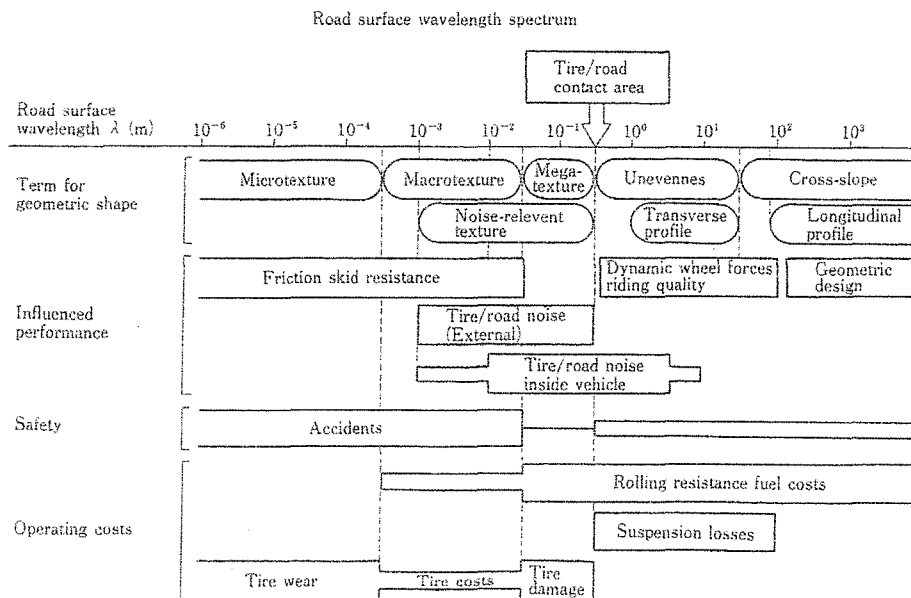 Road surface wavelength spectrum
Tire/road
contact area
Road surface
wavelength λ (m)
10⁻⁶ 10⁻⁵ 10⁻⁴ 10⁻³ 10⁻² 10⁻¹ 10⁰ 10¹ 10² 10³
Term for
geometric shape
Microtexture
Macrotexture
Mega-
texture
Unevennes
Cross-slope
Noise-relevent
texture
Transverse
profile
Longitudinal
profile
Influenced
performance
Friction skid resistance
Dynamic wheel forces
riding quality
Geometric
design
Tire/road noise
(External)
Tire/road noise
inside vehicle
Safety
Accidents
Operating costs
Rolling resistance fuel costs
Suspension losses
Tire wear
Tire costs
Tire
damage